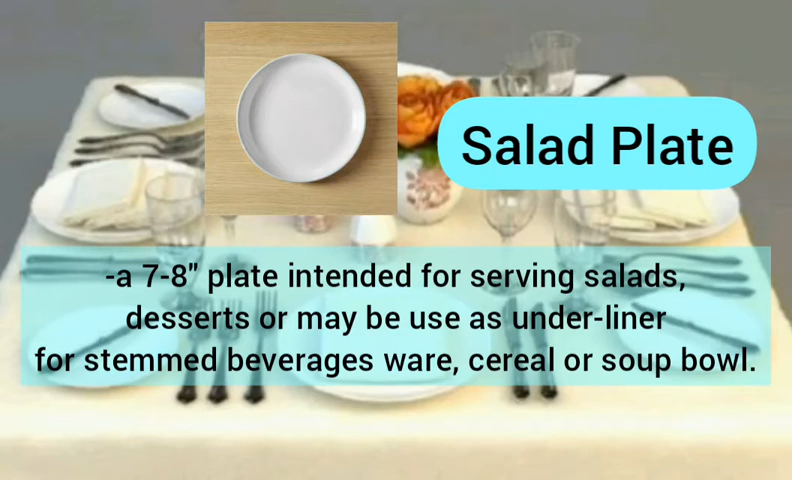 Salad Plate
-a 7-8" plate intended for serving salads,
desserts or may be use as under-liner
for stemmed beverages ware, cereal or soup bowl.